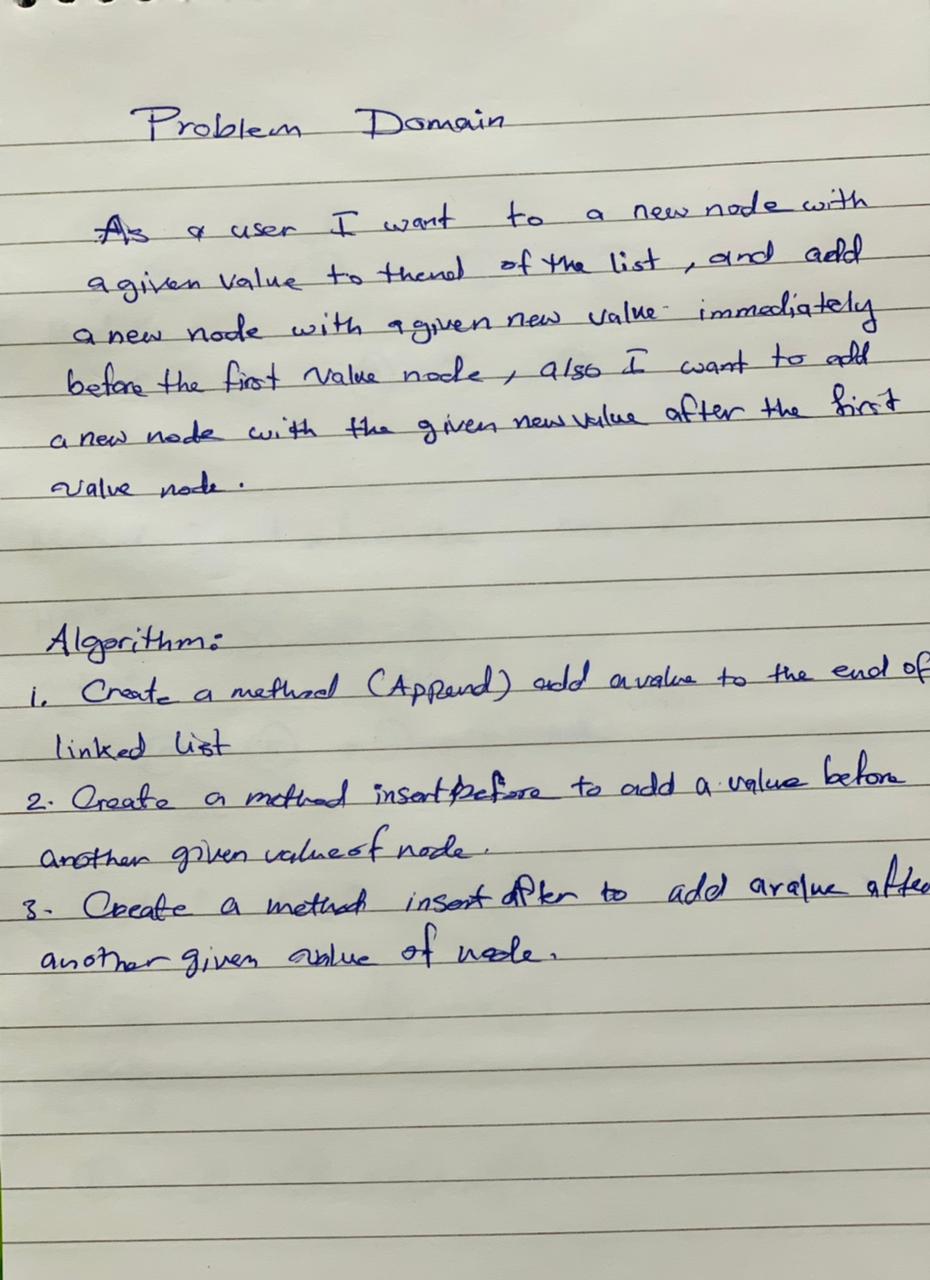 Problem Domain
As a user I want to a new node with
a given value to thend of the list, and add
a new node with a given new value immediately
before the first value node, also I want to add
a new node with the given new value after the first
value node.
Algorithm:
1. Create a method (Append) add a value to the end of
linked list
2. Create a method insert before to add a value before
another given value of node.
3. Create a method insert After to add a value after
another given value of node.